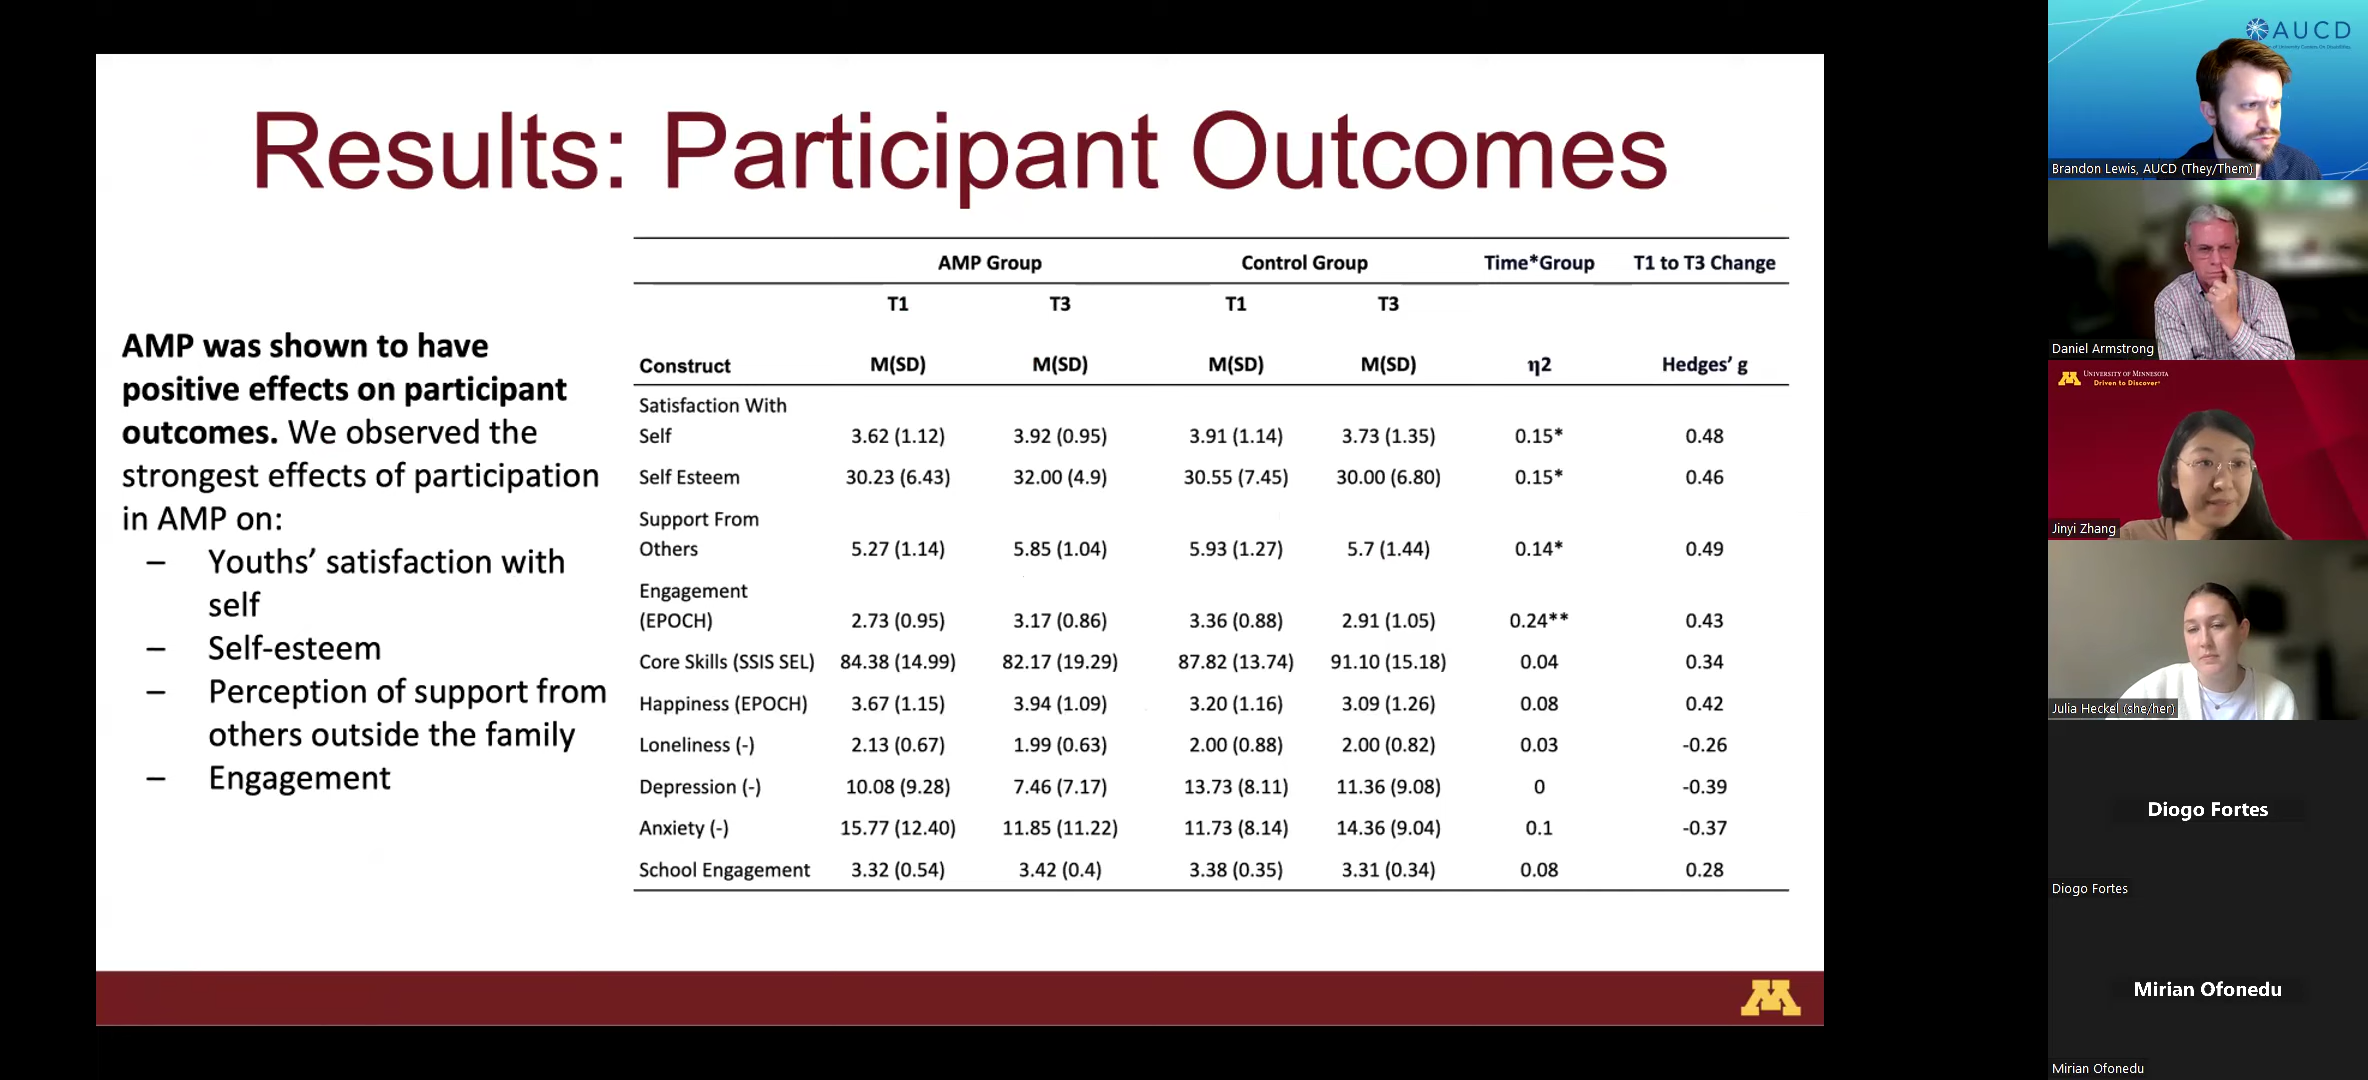 Results: Participant Outcomes
AMP was shown to have
positive effects on participant
outcomes. We observed the
strongest effects of participation
in AMP on:
– Youths’ satisfaction with
self
– Self-esteem
– Perception of support from
others outside the family
– Engagement
AMP Group Control Group Time*Group T1 to T3 Change
T1 T3 T1 T3
Construct M(SD) M(SD) M(SD) M(SD) η2 Hedges’ g
Satisfaction With
Self 3.62 (1.12) 3.92 (0.95) 3.91 (1.14) 3.73 (1.35) 0.15* 0.48
Self Esteem 30.23 (6.43) 32.00 (4.9) 30.55 (7.45) 30.00 (6.80) 0.15* 0.46
Support From
Others 5.27 (1.14) 5.85 (1.04) 5.93 (1.27) 5.7 (1.44) 0.14* 0.49
Engagement
(EPOCH) 2.73 (0.95) 3.17 (0.86) 3.36 (0.88) 2.91 (1.05) 0.24** 0.43
Core Skills (SSIS SEL) 84.38 (14.99) 82.17 (19.29) 87.82 (13.74) 91.10 (15.18) 0.04 0.34
Happiness (EPOCH) 3.67 (1.15) 3.94 (1.09) 3.20 (1.16) 3.09 (1.26) 0.08 0.42
Loneliness (-) 2.13 (0.67) 1.99 (0.63) 2.00 (0.88) 2.00 (0.82) 0.03 -0.26
Depression (-) 10.08 (9.28) 7.46 (7.17) 13.73 (8.11) 11.36 (9.08) 0 -0.39
Anxiety (-) 15.77 (12.40) 11.85 (11.22) 11.73 (8.14) 14.36 (9.04) 0.1 -0.37
School Engagement 3.32 (0.54) 3.42 (0.4) 3.38 (0.35) 3.31 (0.34) 0.08 0.28
M
AUCD
of University Centers On Disabilities
Brandon Lewis, AUCD (They/Them)
Daniel Armstrong
M UNIVERSITY OF MINNESOTA
Driven to Discover
Jinyi Zhang
Julia Heckel (she/her)
Diogo Fortes
Diogo Fortes
Mirian Ofonedu
Mirian Ofonedu